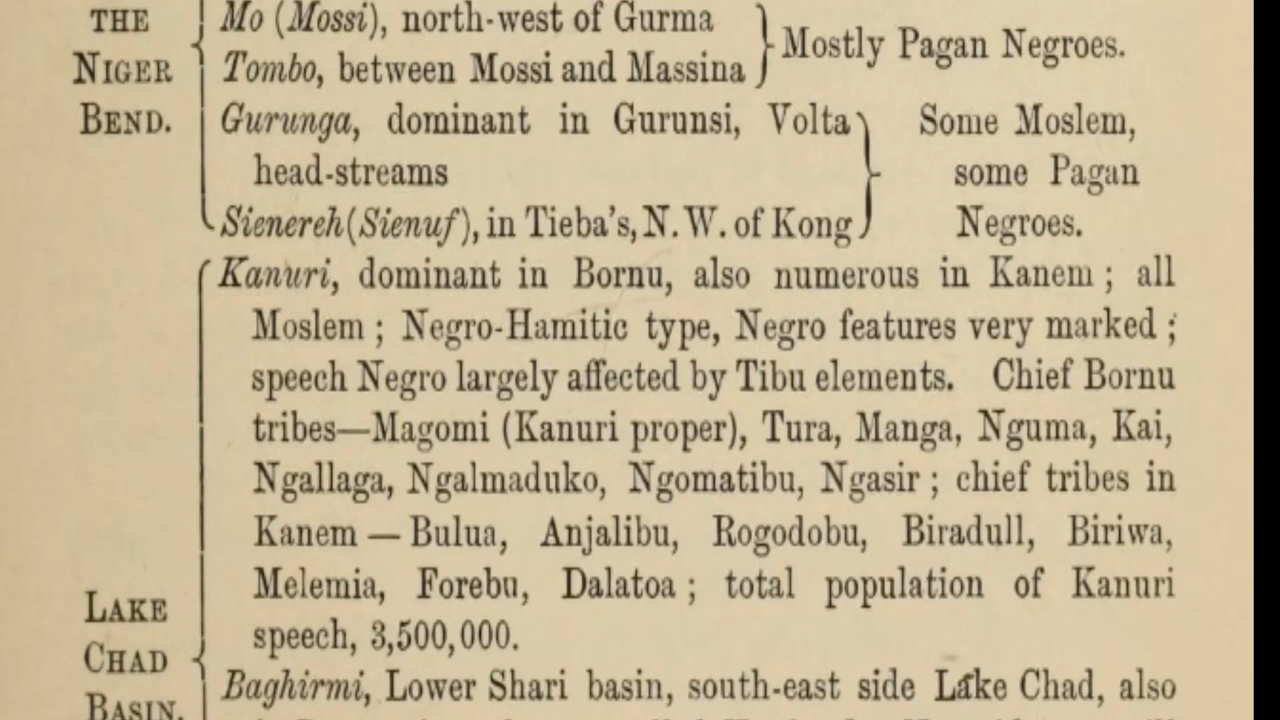 THE
NIGER
BEND.
Mo (Mossi), north-west of Gurma
Tombo, between Mossi and Massina
Mostly Pagan Negroes.
Gurunga, dominant in Gurunsi, Volta
head-streams
Sienereh (Sienuf), in Tieba's, N.W. of Kong
Some Moslem,
some Pagan
Negroes.
LAKE
CHAD
BASIN.
Kanuri, dominant in Bornu, also numerous in Kanem ; all
Moslem ; Negro-Hamitic type, Negro features very marked ;
speech Negro largely affected by Tibu elements. Chief Bornu
tribes—Magomi (Kanuri proper), Tura, Manga, Nguma, Kai,
Ngallaga, Ngalmaduko, Ngomatibu, Ngasir ; chief tribes in
Kanem — Bulua, Anjalibu, Rogodobu, Biradull, Biriwa,
Melemia, Forebu, Dalatoa ; total population of Kanuri
speech, 3,500,000.
Baghirmi, Lower Shari basin, south-east side Lake Chad, also